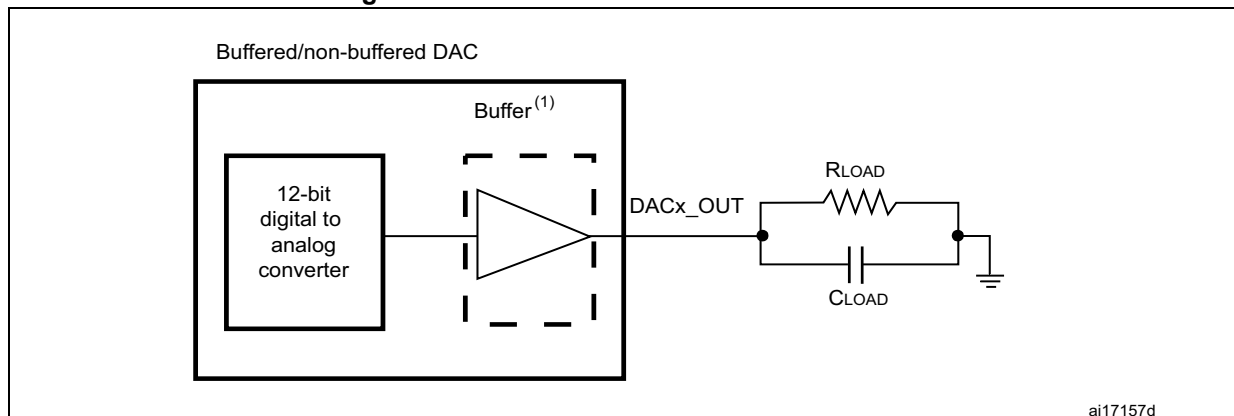 Buffered/non-buffered DAC
Buffer(1)
12-bit
digital to
analog
converter
DACx_OUT
RLOAD
CLOAD
ai17157d